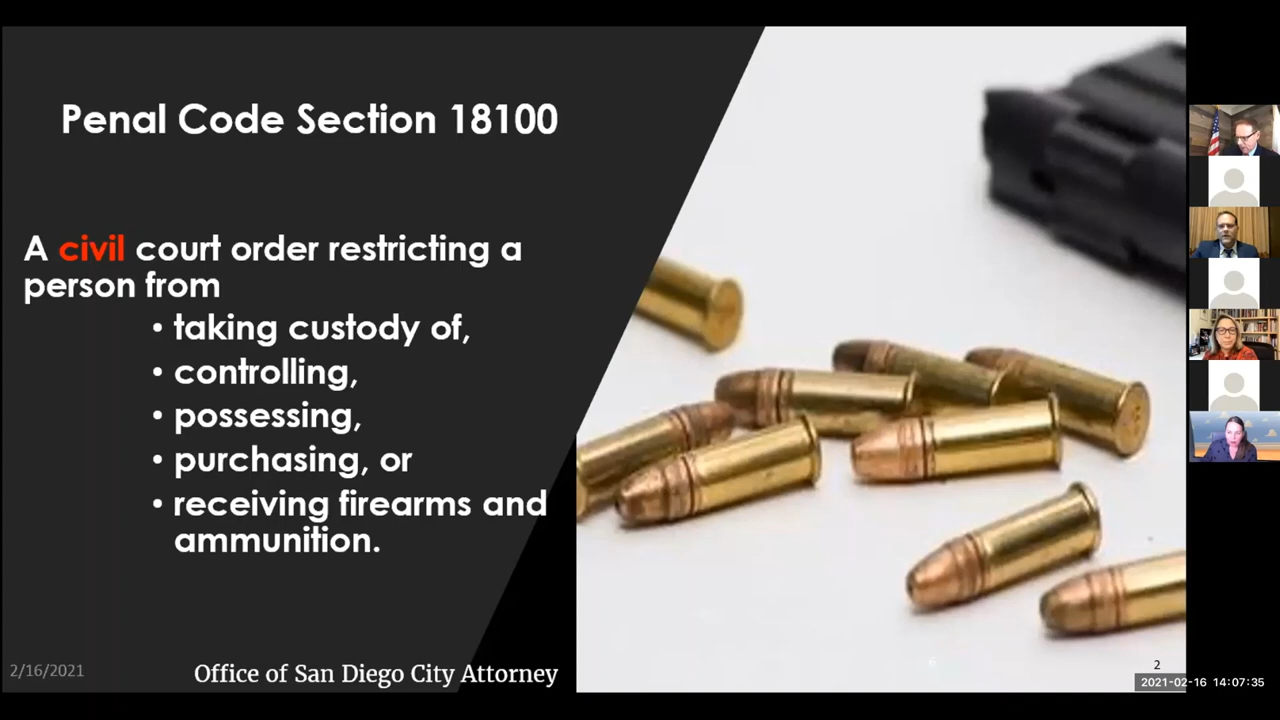 Penal Code Section 18100
A civil court order restricting a
person from
• taking custody of,
• controlling,
• possessing,
• purchasing, or
• receiving firearms and
ammunition.
2/16/2021
Office of San Diego City Attorney
6
2
2021-02-16 14:07:35